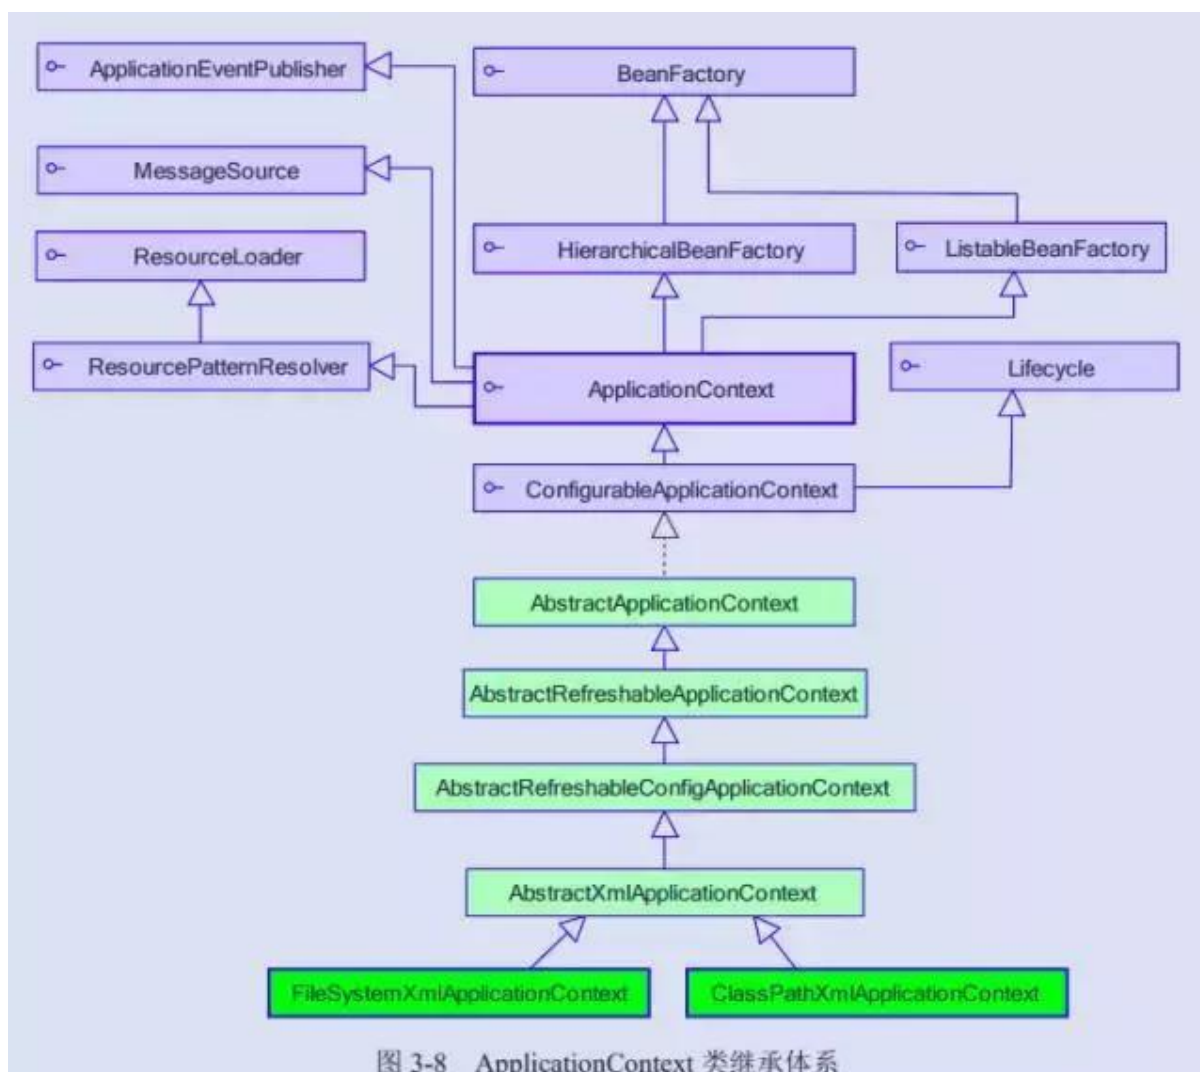 ApplicationEventPublisher
BeanFactory
MessageSource
ResourceLoader
HierarchicalBeanFactory
ListableBeanFactory
ResourcePatternResolver
ApplicationContext
Lifecycle
ConfigurableApplicationContext
AbstractApplicationContext
AbstractRefreshableApplicationContext
AbstractRefreshableConfigApplicationContext
AbstractXmlApplicationContext
FileSystemXmlApplicationContext
ClassPathXmlApplicationContext
图 3-8 ApplicationContext 类继承体系